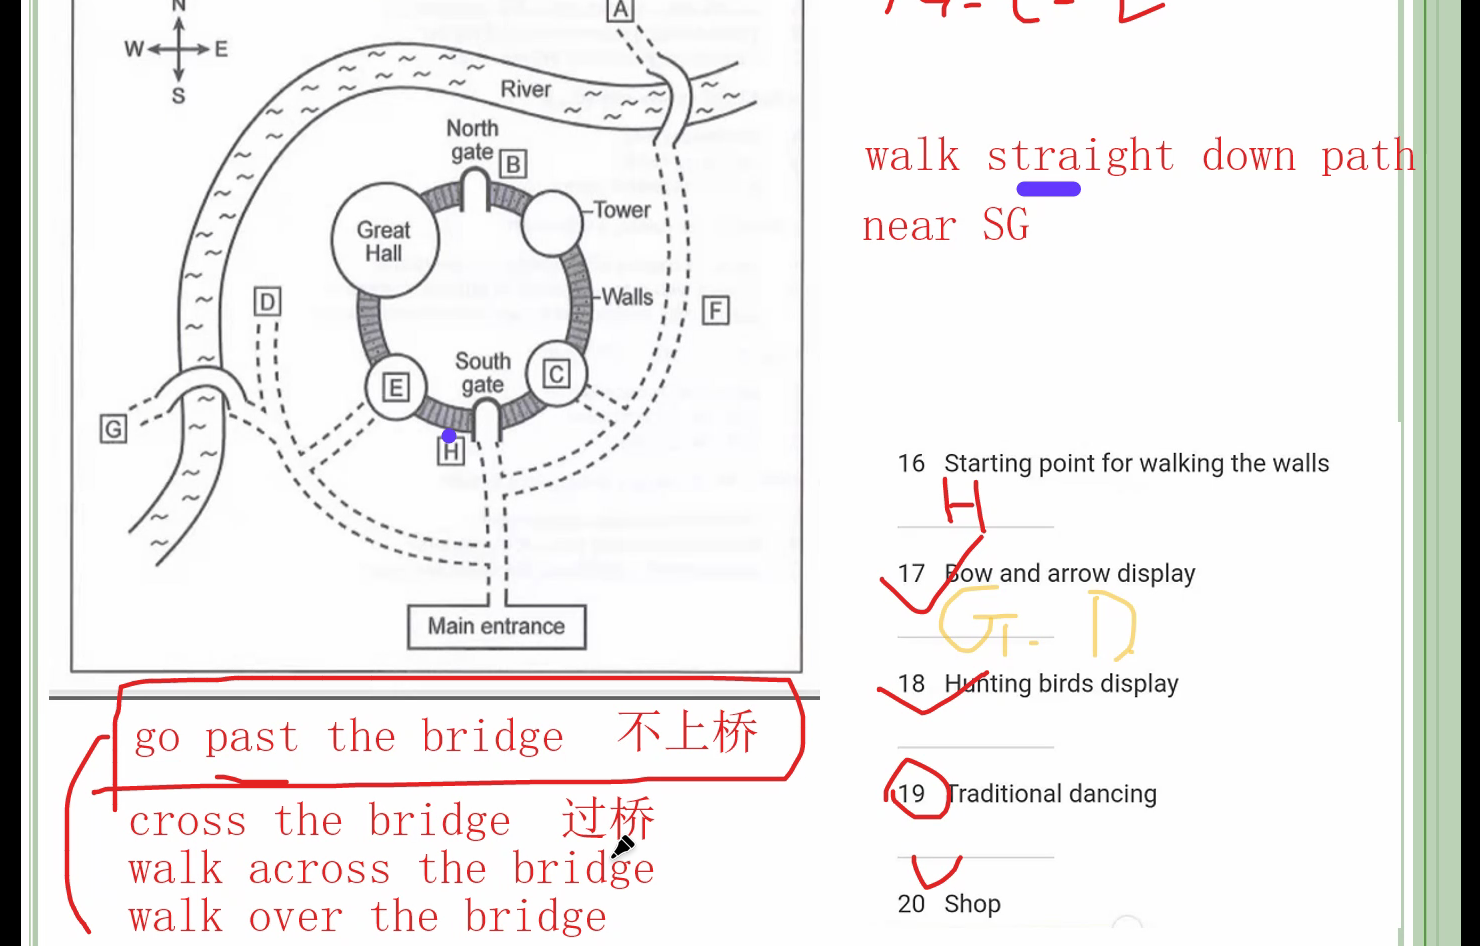 N
W E
S
A
River
North
gate
B
Tower
Great
Hall
Walls
D
F
South
gate
E
C
G
H
Main entrance
go past the bridge 不上桥
cross the bridge 过桥
walk across the bridge
walk over the bridge
walk straight down path
near SG
16 Starting point for walking the walls
H
17 Bow and arrow display
G. D
18 Hunting birds display
19 Traditional dancing
20 Shop